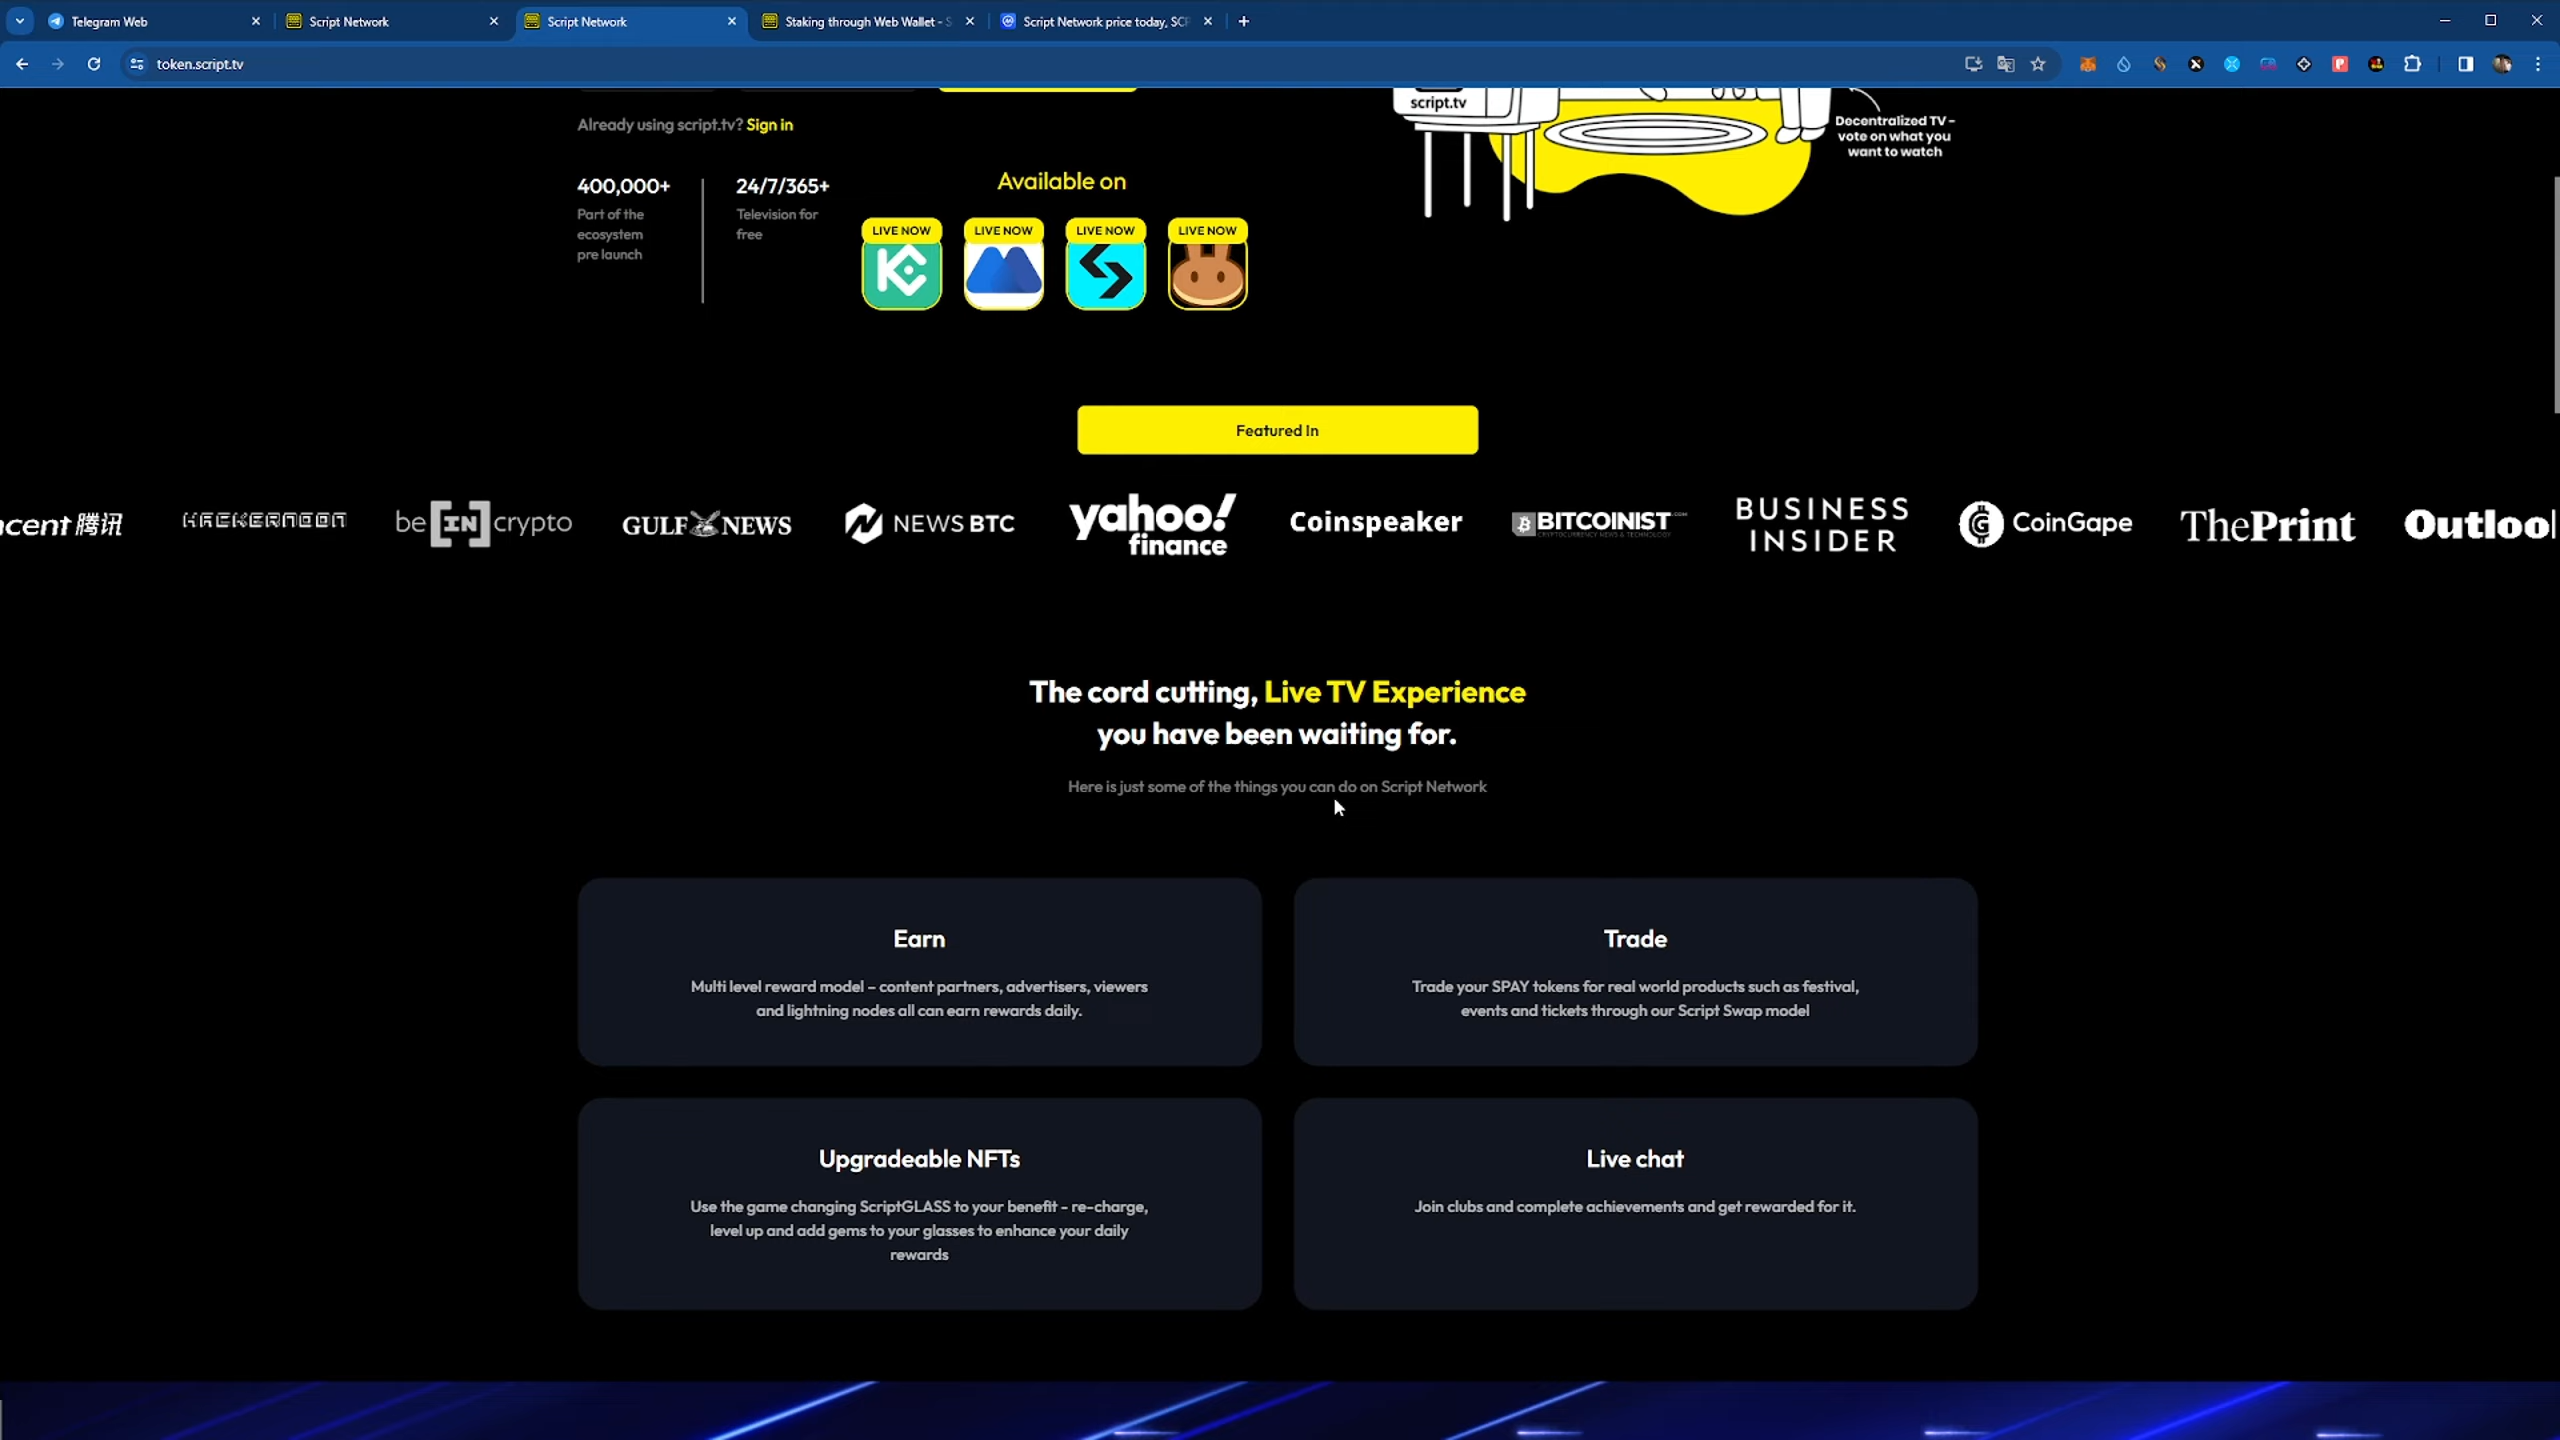 Telegram Web
Script Network
Script Network
Staking through Web Wallet - S
Script Network price today, SCF
token.script.tv
script.tv
Decentralized TV -
vote on what you
want to watch
Already using script.tv? Sign in
400,000+
Part of the
ecosystem
pre launch
24/7/365+
Television for
free
Available on
LIVE NOW
LIVE NOW
LIVE NOW
LIVE NOW
Featured In
ncent 腾讯
HACKERNOON
be[IN]crypto
GULF NEWS
NEWS BTC
yahoo!
finance
Coinspeaker
BITCOINIST
BUSINESS
INSIDER
CoinGape
ThePrint
Outlool
The cord cutting, Live TV Experience
you have been waiting for.
Here is just some of the things you can do on Script Network
Earn
Multi level reward model – content partners, advertisers, viewers
and lightning nodes all can earn rewards daily.
Trade
Trade your SPAY tokens for real world products such as festival,
events and tickets through our Script Swap model
Upgradeable NFTs
Use the game changing ScriptGLASS to your benefit - re-charge,
level up and add gems to your glasses to enhance your daily
rewards
Live chat
Join clubs and complete achievements and get rewarded for it.